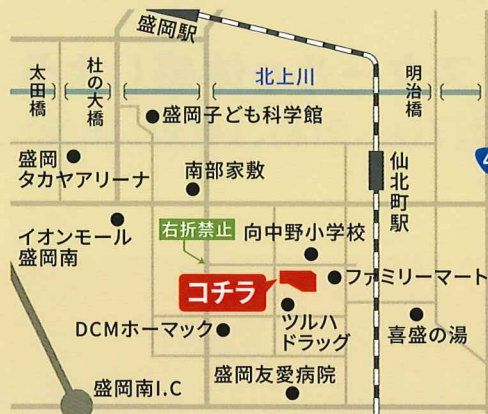 盛岡駅
北上川
太田橋
杜の大橋
明治橋
盛岡子ども科学館
盛岡
タカヤアリーナ
南部家敷
仙北町駅
4
イオンモール
盛岡南
右折禁止
向中野小学校
コチラ
ファミリーマート
ツルハ
ドラッグ
DCMホーマック
喜盛の湯
盛岡友愛病院
盛岡南I.C